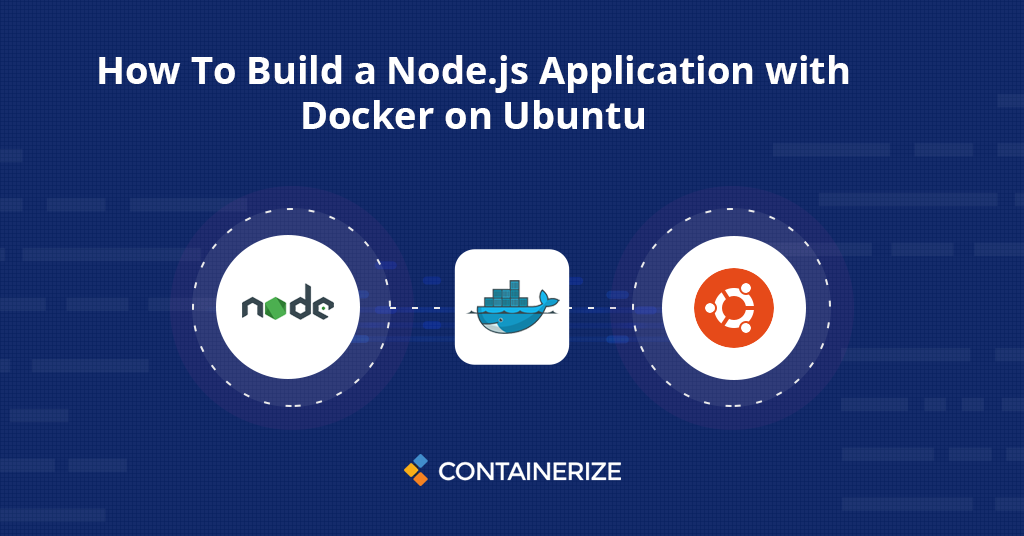 How To Build a Node.js Application with
Docker on Ubuntu
node
CONTAINERIZE